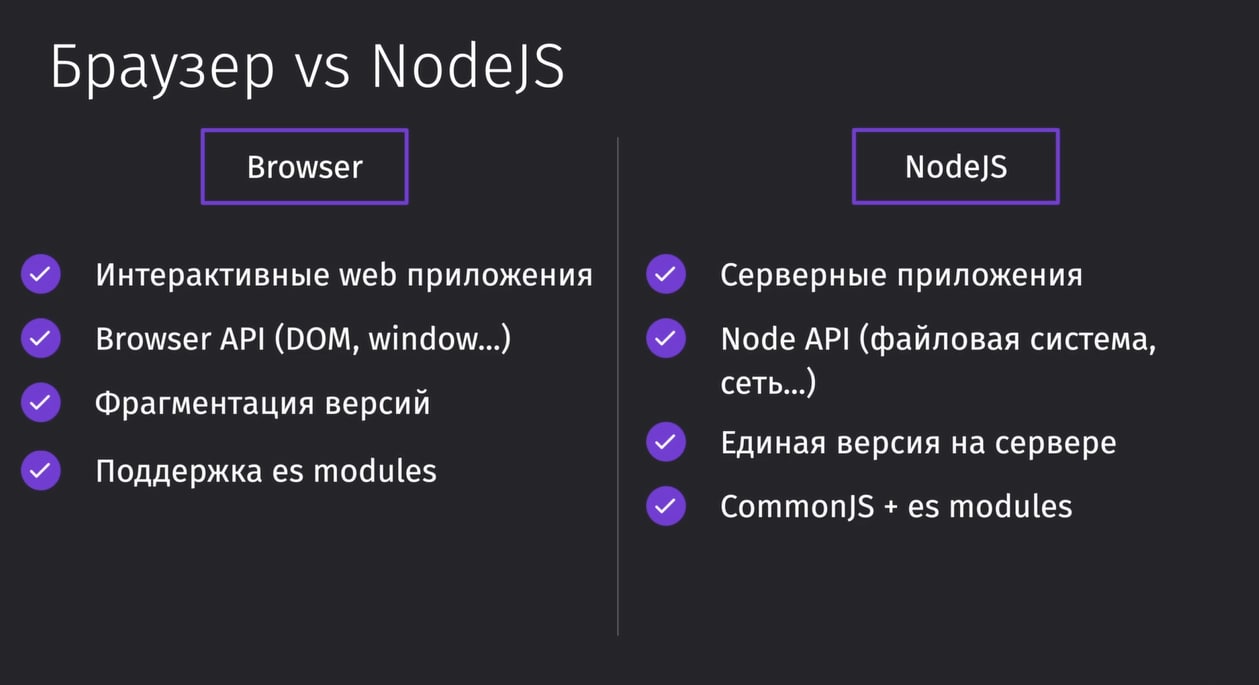 Браузер vs NodeJS
Browser
Интерактивные web приложения
Browser API (DOM, window...)
Фрагментация версий
Поддержка es modules
NodeJS
Серверные приложения
Node API (файловая система,
сеть...)
Единая версия на сервере
CommonJS + es modules